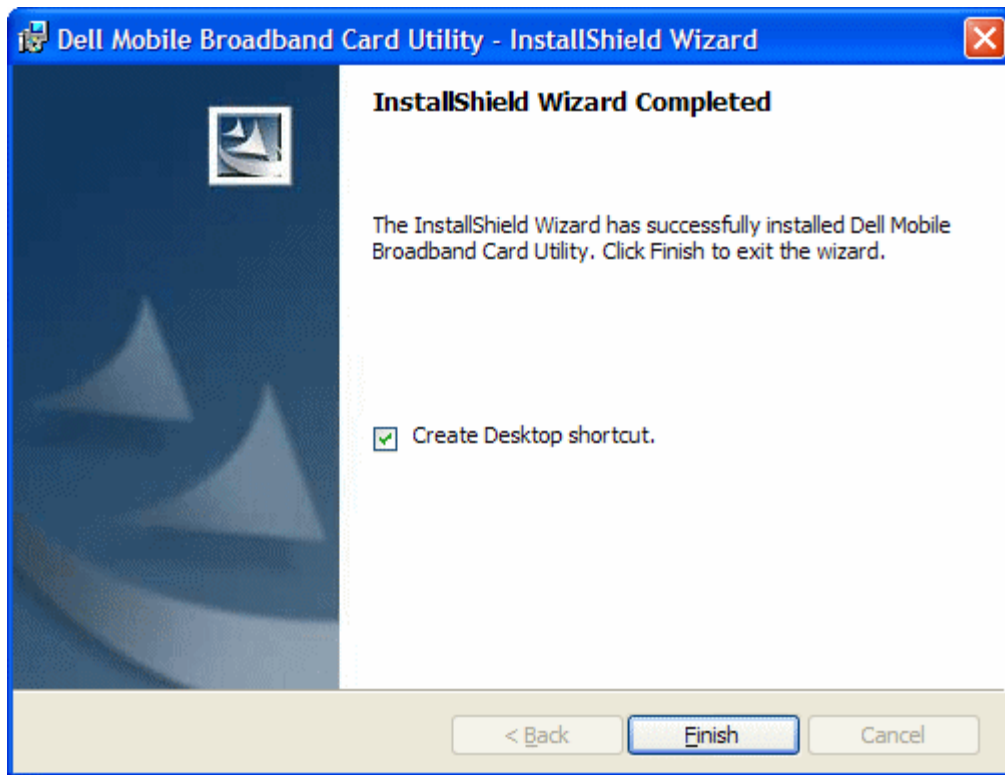 Dell Mobile Broadband Card Utility - InstallShield Wizard
InstallShield Wizard Completed
The InstallShield Wizard has successfully installed Dell Mobile
Broadband Card Utility. Click Finish to exit the wizard.
Create Desktop shortcut.
< Back Finish Cancel